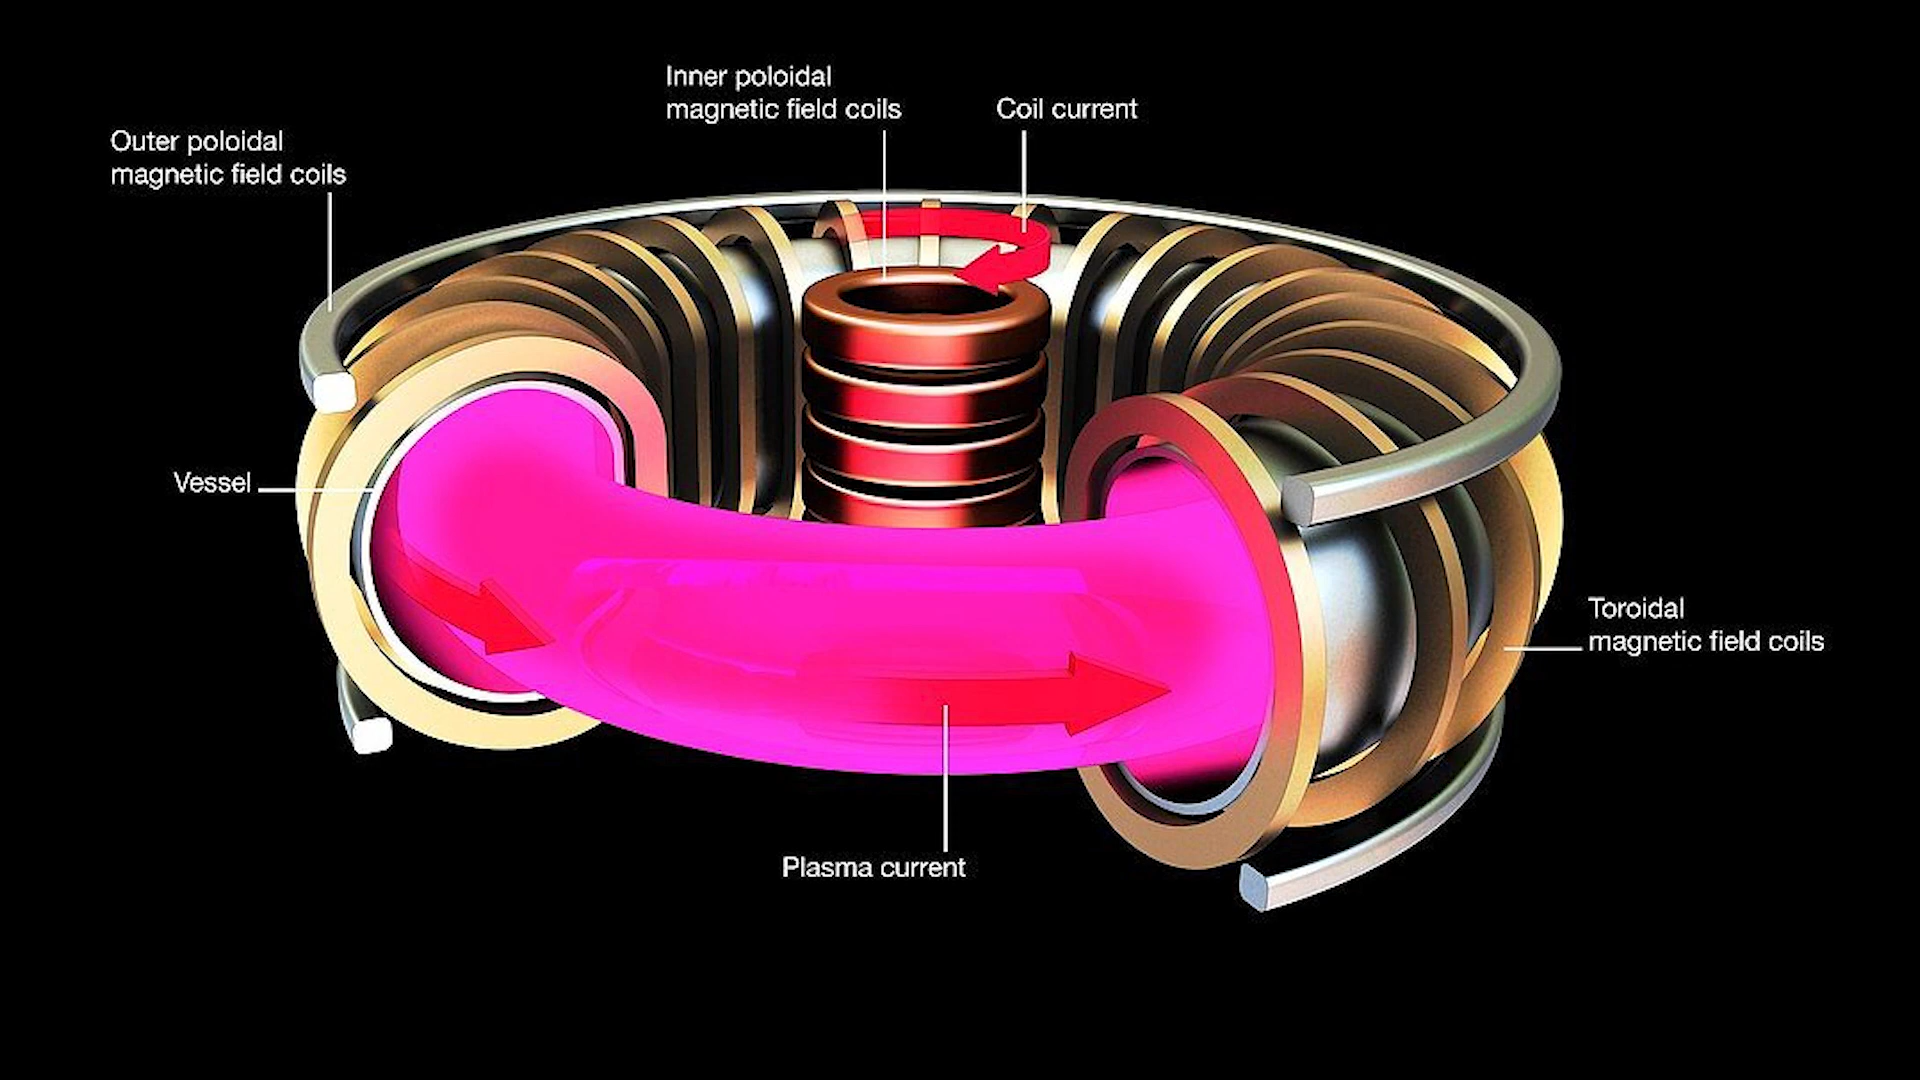 Inner poloidal
magnetic field coils
Coil current
Outer poloidal
magnetic field coils
Vessel
Toroidal
magnetic field coils
Plasma current